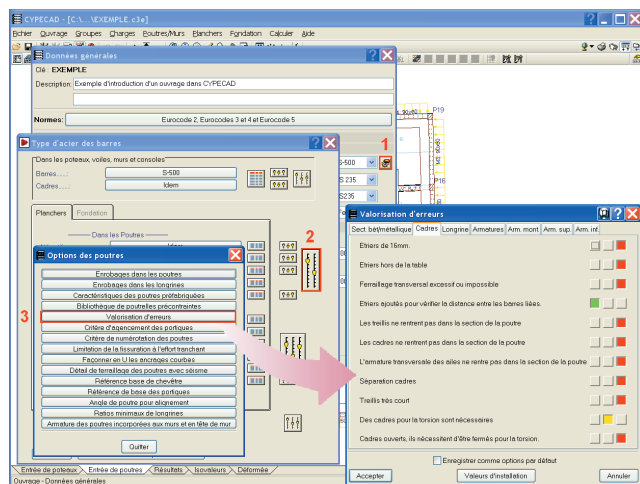 CYPECAD - [C:\...\EXEMPLE.c3e]
Fichier Ouvrage Groupes Charges Poutres/Murs Planchers Fondation Calculer Aide
Données générales
Clé : EXEMPLE
Description Exemple d'introduction d'un ouvrage dans CYPECAD
Normes: Eurocode 2, Eurocodes 3 et 4 et Eurocode 5
P19
P16
1
S-500
S 235
S235
Type d'acier des barres
Dans les poteaux, voiles, murs et consoles
Barres.....: S-500
Cadres.....: Idem
Planchers Fondation
Dans les Poutres
Idem
2
3
Options des poutres
Enrobages dans les poutres
Enrobages dans les longrines
Caractéristiques des poutres préfabriquées
Bibliothèque de poutrelles précontraintes
Valorisation d'erreurs
Critère d'agencement des portiques
Critère de numérotation des poutres
Limitation de la fissuration à l'effort tranchant
Façonner en U les ancrages courbes
Détail de ferraillage des poutres avec séisme
Référence base de chevêtre
Référence de base des portiques
Angle de poutre pour alignement
Ratios minimaux de longrines
Armature des poutres incorporées aux murs et en tête de mur
Quitter
Valorisation d'erreurs
Sect. bét/métallique Cadres Longrine Armatures Arm. mont. Arm. sup. Arm. inf.
Etriers de 16mm.
Etriers hors de la table
Ferraillage transversal excessif ou impossible
Etriers ajoutés pour vérifier la distance entre les barres liées.
Les treillis ne rentrent pas dans la section de la poutre
Les cadres ne rentrent pas dans la section de la poutre
L'armature transversale des ailes ne rentre pas dans la section de la poutre
Séparation cadres
Treillis très court
Des cadres pour la torsion sont nécessaires
Cadres ouverts, ils nécessitent d'être fermés pour la torsion.
Enregistrer comme options par défaut
Accepter Valeurs d'installation Annuler
Entrée de poteaux Entrée de poutres Résultats Isovaleurs Déformée
Ouvrage - Données générales